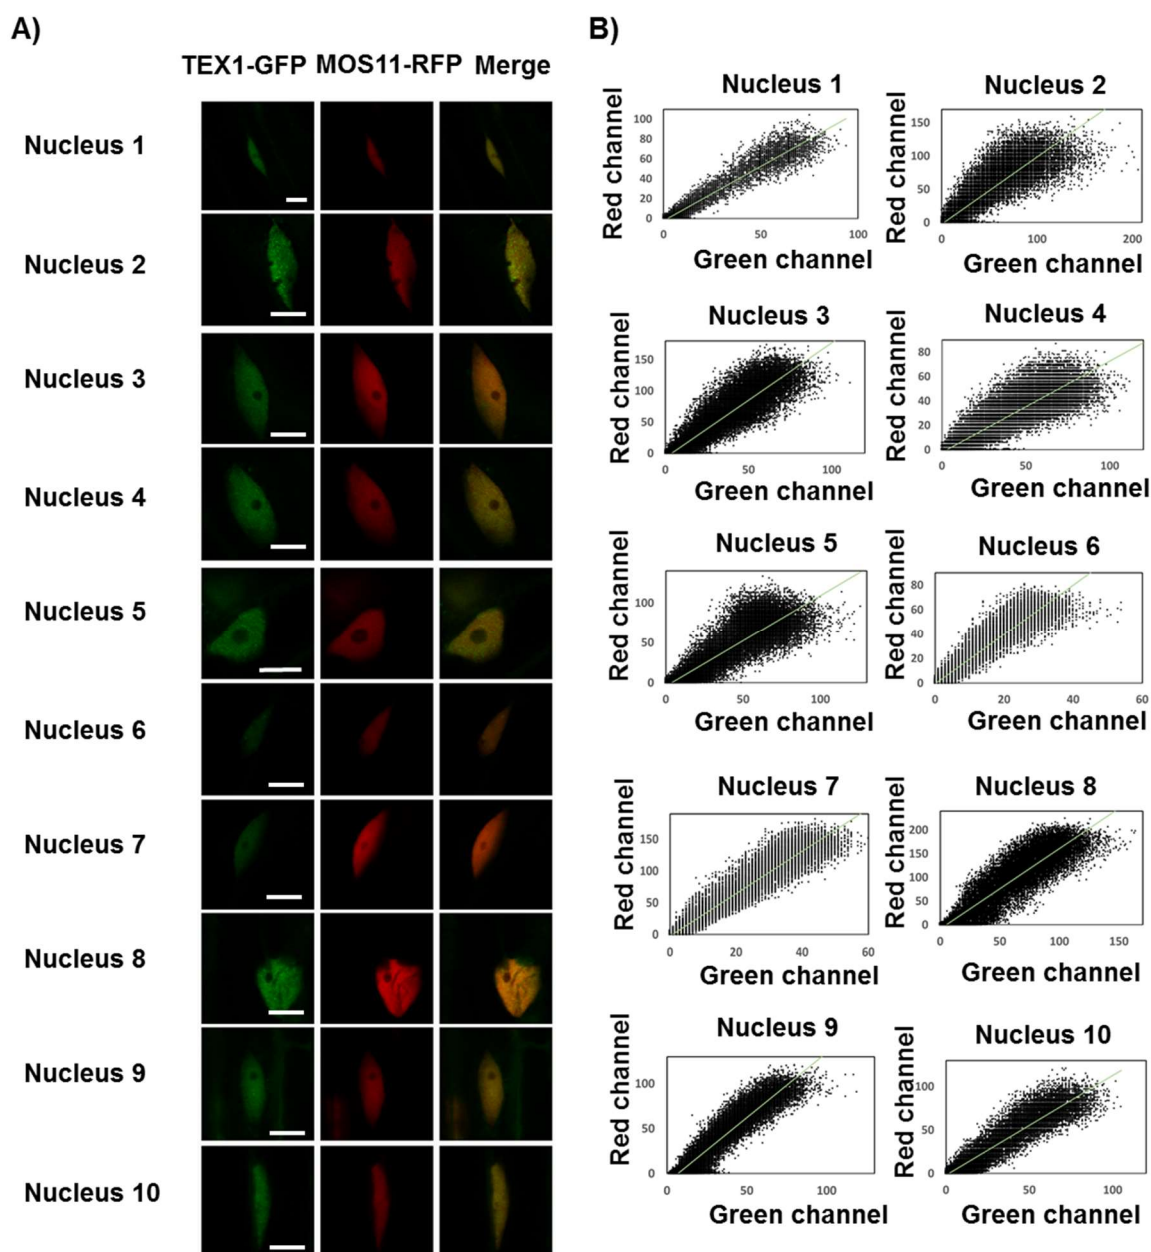 A)
TEX1-GFP MOS11-RFP Merge
Nucleus 1
Nucleus 2
Nucleus 3
Nucleus 4
Nucleus 5
Nucleus 6
Nucleus 7
Nucleus 8
Nucleus 9
Nucleus 10
B)
Nucleus 1
Red channel
100
80
60
40
20
0
0 50 100
Green channel
Nucleus 2
Red channel
150
100
50
0
0 100 200
Green channel
Nucleus 3
Red channel
150
100
50
0
0 50 100
Green channel
Nucleus 4
Red channel
80
60
40
20
0
0 50 100
Green channel
Nucleus 5
Red channel
100
50
0
0 50 100
Green channel
Nucleus 6
Red channel
80
60
40
20
0
0 20 40 60
Green channel
Nucleus 7
Red channel
150
100
50
0
0 20 40 60
Green channel
Nucleus 8
Red channel
200
150
100
50
0
0 50 100 150
Green channel
Nucleus 9
Red channel
100
50
0
0 50 100
Green channel
Nucleus 10
Red channel
100
50
0
0 50 100
Green channel